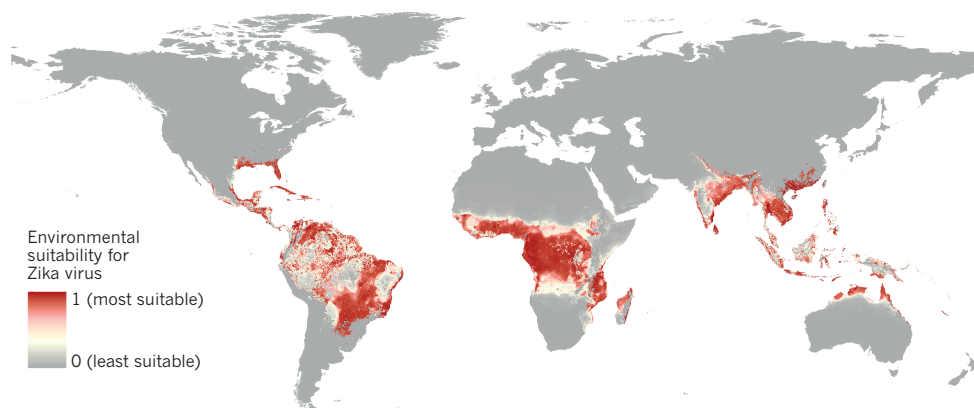 Environmental
suitability for
Zika virus
1 (most suitable)
0 (least suitable)